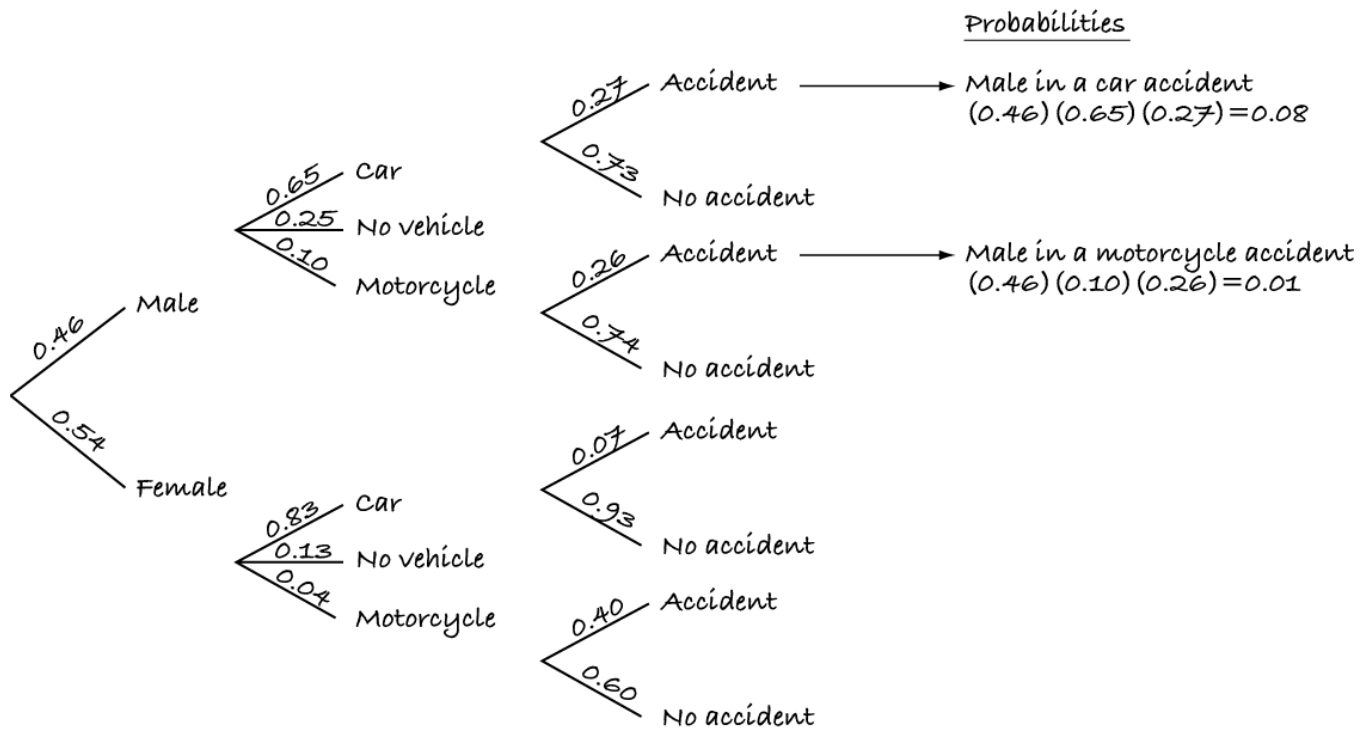 Probabilities
0.27 Accident
Male in a car accident
(0.46) (0.65) (0.27) = 0.08
0.73
No accident
0.65 Car
0.25 No vehicle
0.10
Motorcycle
0.26 Accident
Male in a motorcycle accident
(0.46) (0.10) (0.26) = 0.01
0.74
No accident
0.46 Male
0.54
Female
0.07 Accident
0.93
No accident
0.83 Car
0.13 No vehicle
0.04
Motorcycle
0.40 Accident
0.60
No accident